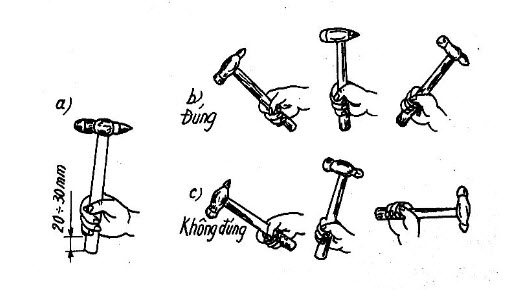 a)
20÷30mm
b),
Đúng
c)
Không đúng